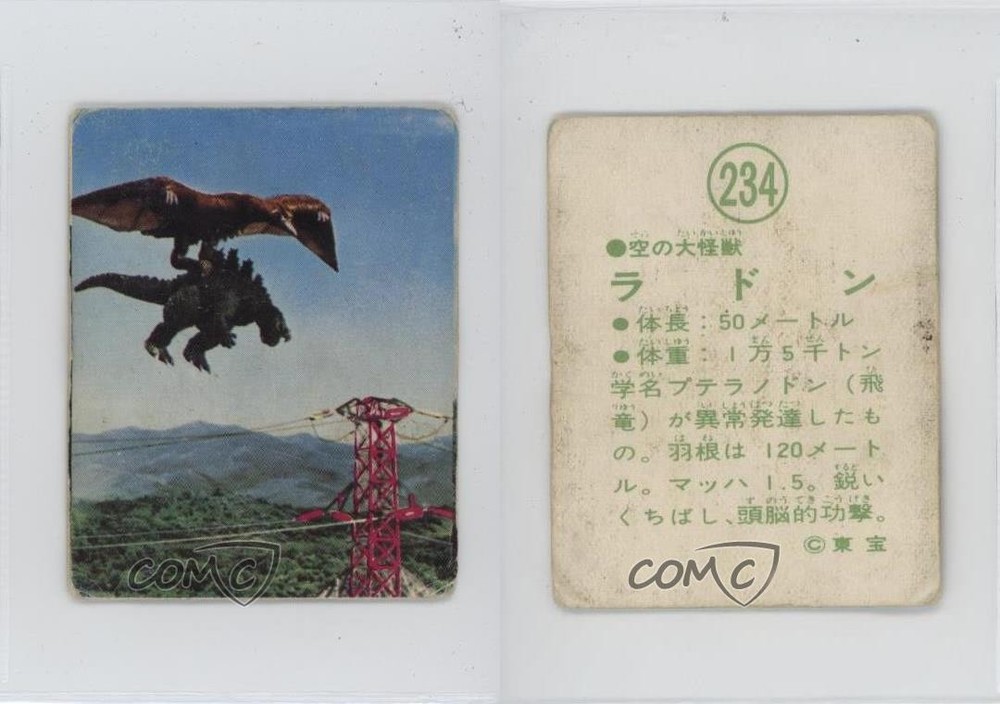 234
●空の大怪獣
ラドン
●体長：50メートル
●体重：1万5千トン
学名プテラノドン（飛
竜）が異常発達したも
の。羽根は120メート
ル。マッハ1.5。鋭い
くちばし、頭脳的功撃。
©東宝
COMC
COMC